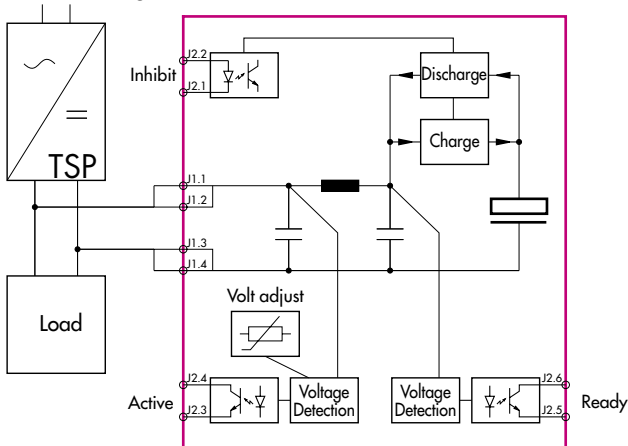 J2.2
Inhibit
J2.1
Discharge
Charge
TSP
J1.1
J1.2
J1.3
J1.4
Load
Volt adjust
J2.4
Active
J2.3
Voltage
Detection
Voltage
Detection
J2.6
Ready
J2.5